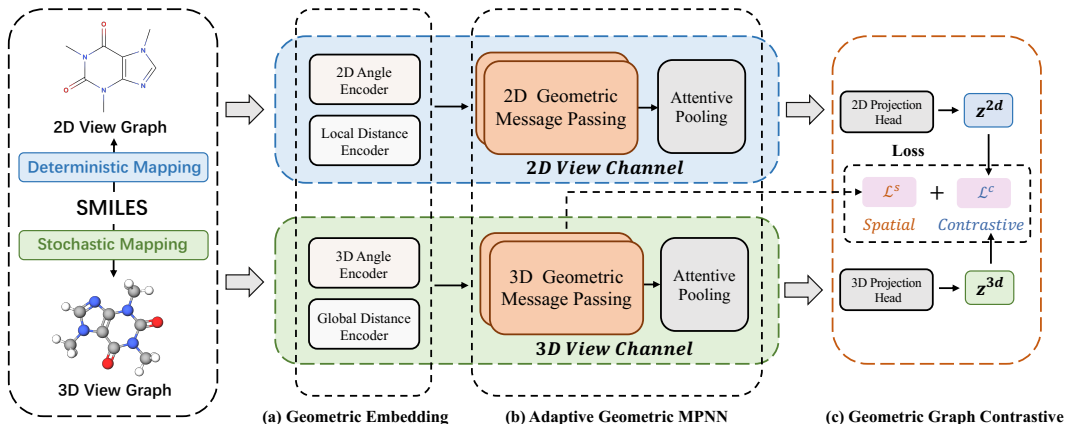 O
N
N
O
N
N
2D View Graph
Deterministic Mapping
SMILES
Stochastic Mapping
3D View Graph
2D Angle
Encoder
Local Distance
Encoder
2D Geometric
Message Passing
Attentive
Pooling
2D View Channel
3D Angle
Encoder
Global Distance
Encoder
3D Geometric
Message Passing
Attentive
Pooling
3D View Channel
2D Projection
Head
z^{2d}
Loss
ℒ^s + ℒ^c
Spatial Contrastive
3D Projection
Head
z^{3d}
(a) Geometric Embedding
(b) Adaptive Geometric MPNN
(c) Geometric Graph Contrastive